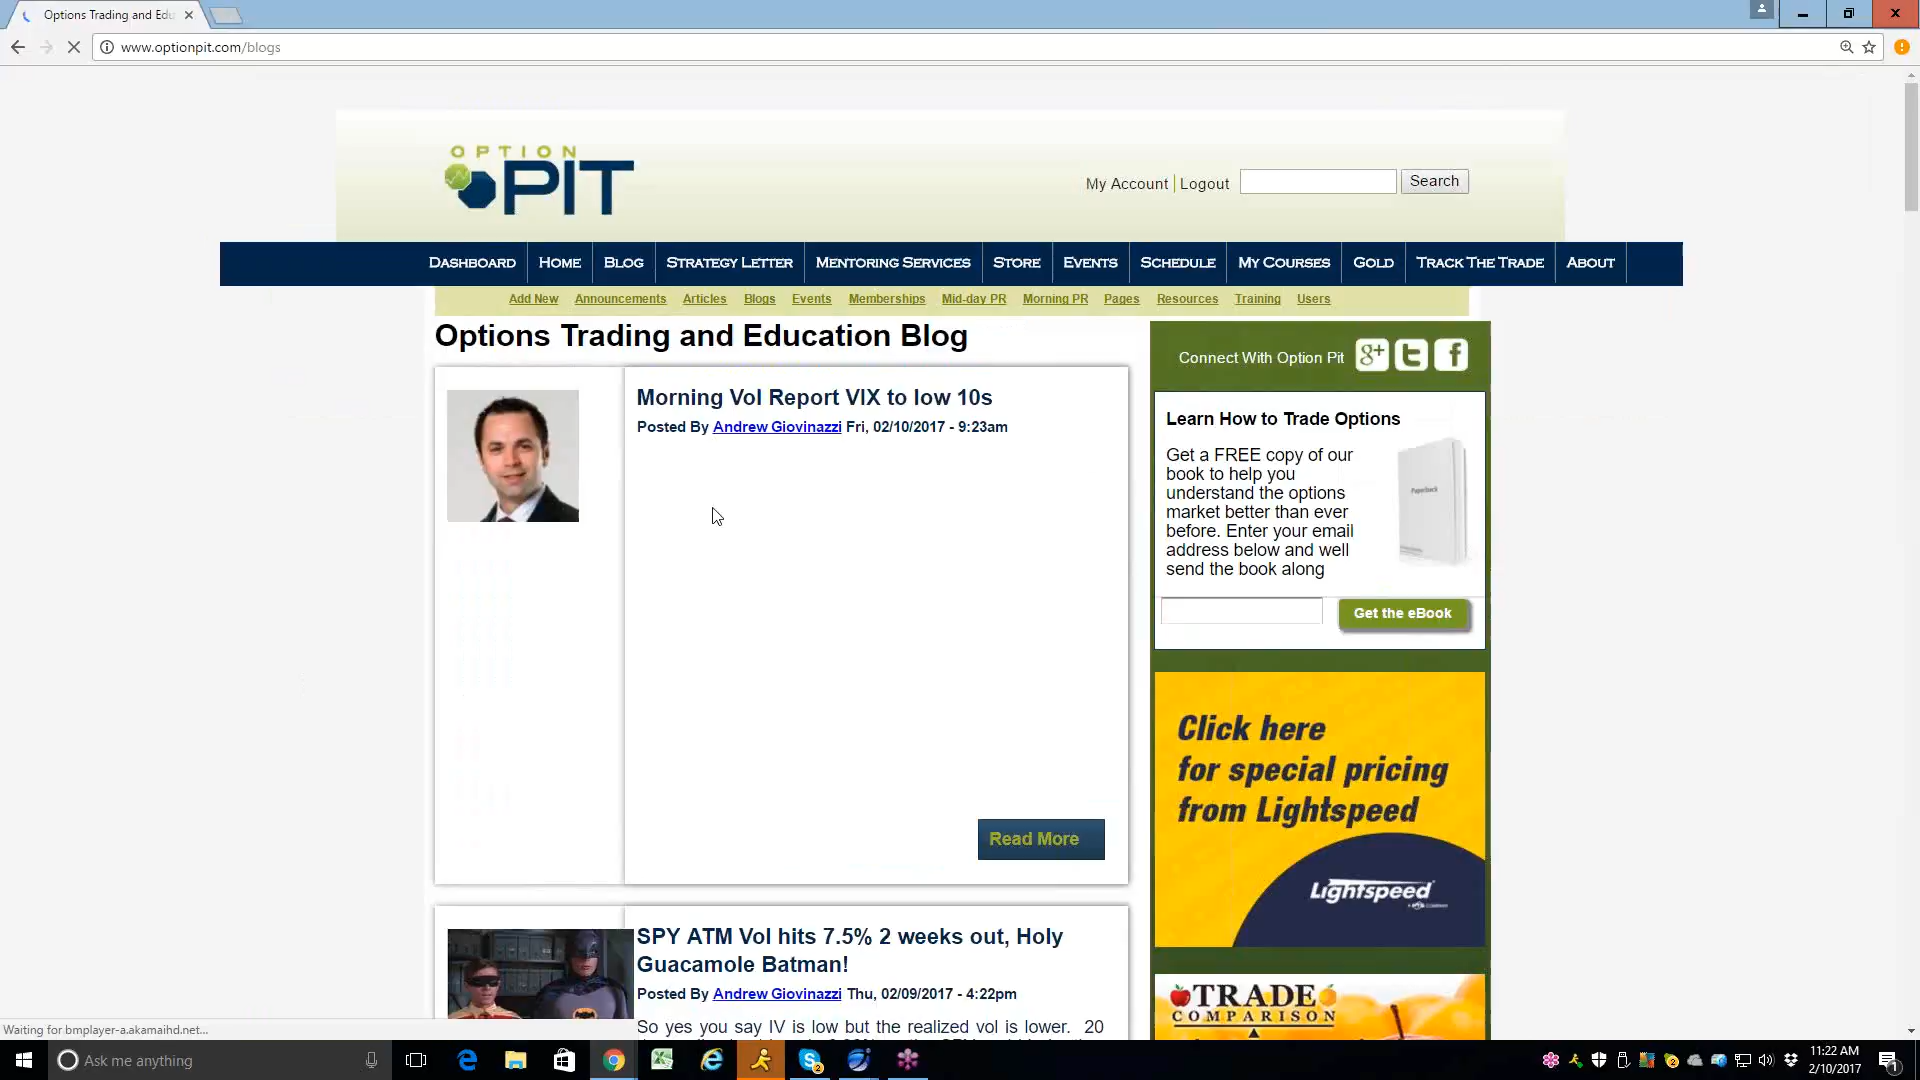 Options Trading and Edu
www.optionpit.com/blogs
OPTION
PIT
My Account Logout Search
DASHBOARD HOME BLOG STRATEGY LETTER MENTORING SERVICES STORE EVENTS SCHEDULE MY COURSES GOLD TRACK THE TRADE ABOUT
Add New Announcements Articles Blogs Events Memberships Mid-day PR Morning PR Pages Resources Training Users
Options Trading and Education Blog
Morning Vol Report VIX to low 10s
Posted By Andrew Giovinazzi Fri, 02/10/2017 - 9:23am
Read More
SPY ATM Vol hits 7.5% 2 weeks out, Holy
Guacamole Batman!
Posted By Andrew Giovinazzi Thu, 02/09/2017 - 4:22pm
So yes you say IV is low but the realized vol is lower. 20
Connect With Option Pit
Learn How to Trade Options
Get a FREE copy of our
book to help you
understand the options
market better than ever
before. Enter your email
address below and well
send the book along
Paperback
Get the eBook
Click here
for special pricing
from Lightspeed
Lightspeed
TRADE
COMPARISON
Waiting for bmplayer-a.akamaihd.net...
Ask me anything
11:22 AM
2/10/2017